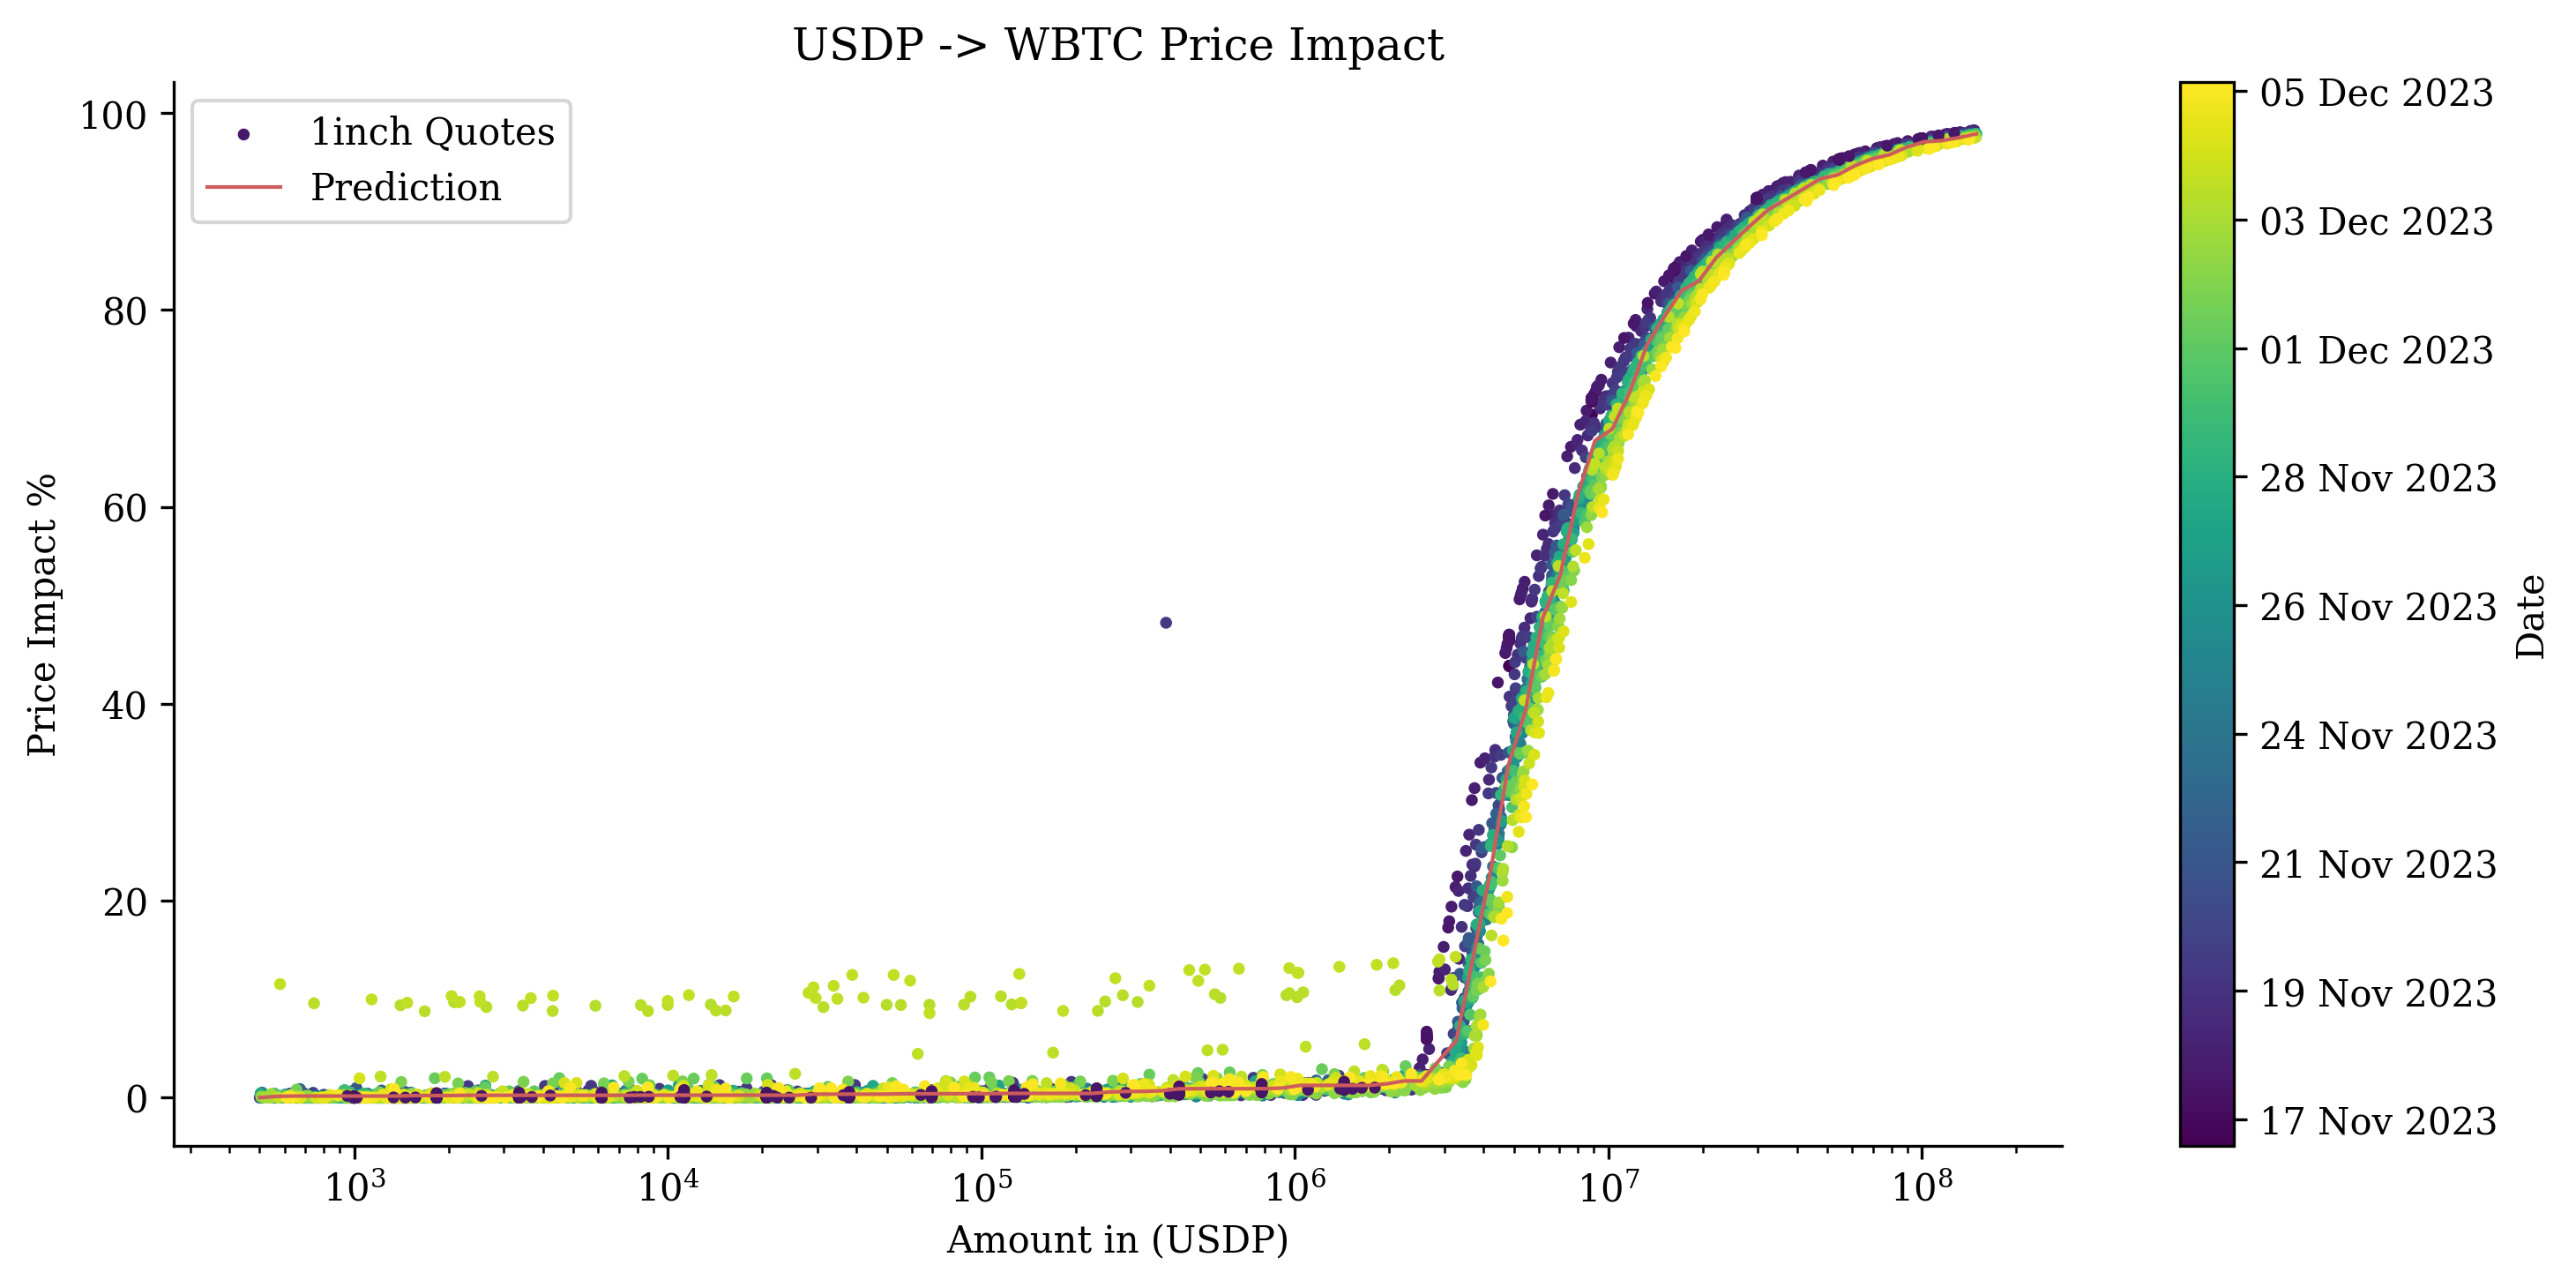 USDP -> WBTC Price Impact
1inch Quotes
Prediction
Price Impact %
100
80
60
40
20
0
10³
10⁴
10⁵
10⁶
10⁷
10⁸
Amount in (USDP)
05 Dec 2023
03 Dec 2023
01 Dec 2023
28 Nov 2023
26 Nov 2023
24 Nov 2023
21 Nov 2023
19 Nov 2023
17 Nov 2023
Date